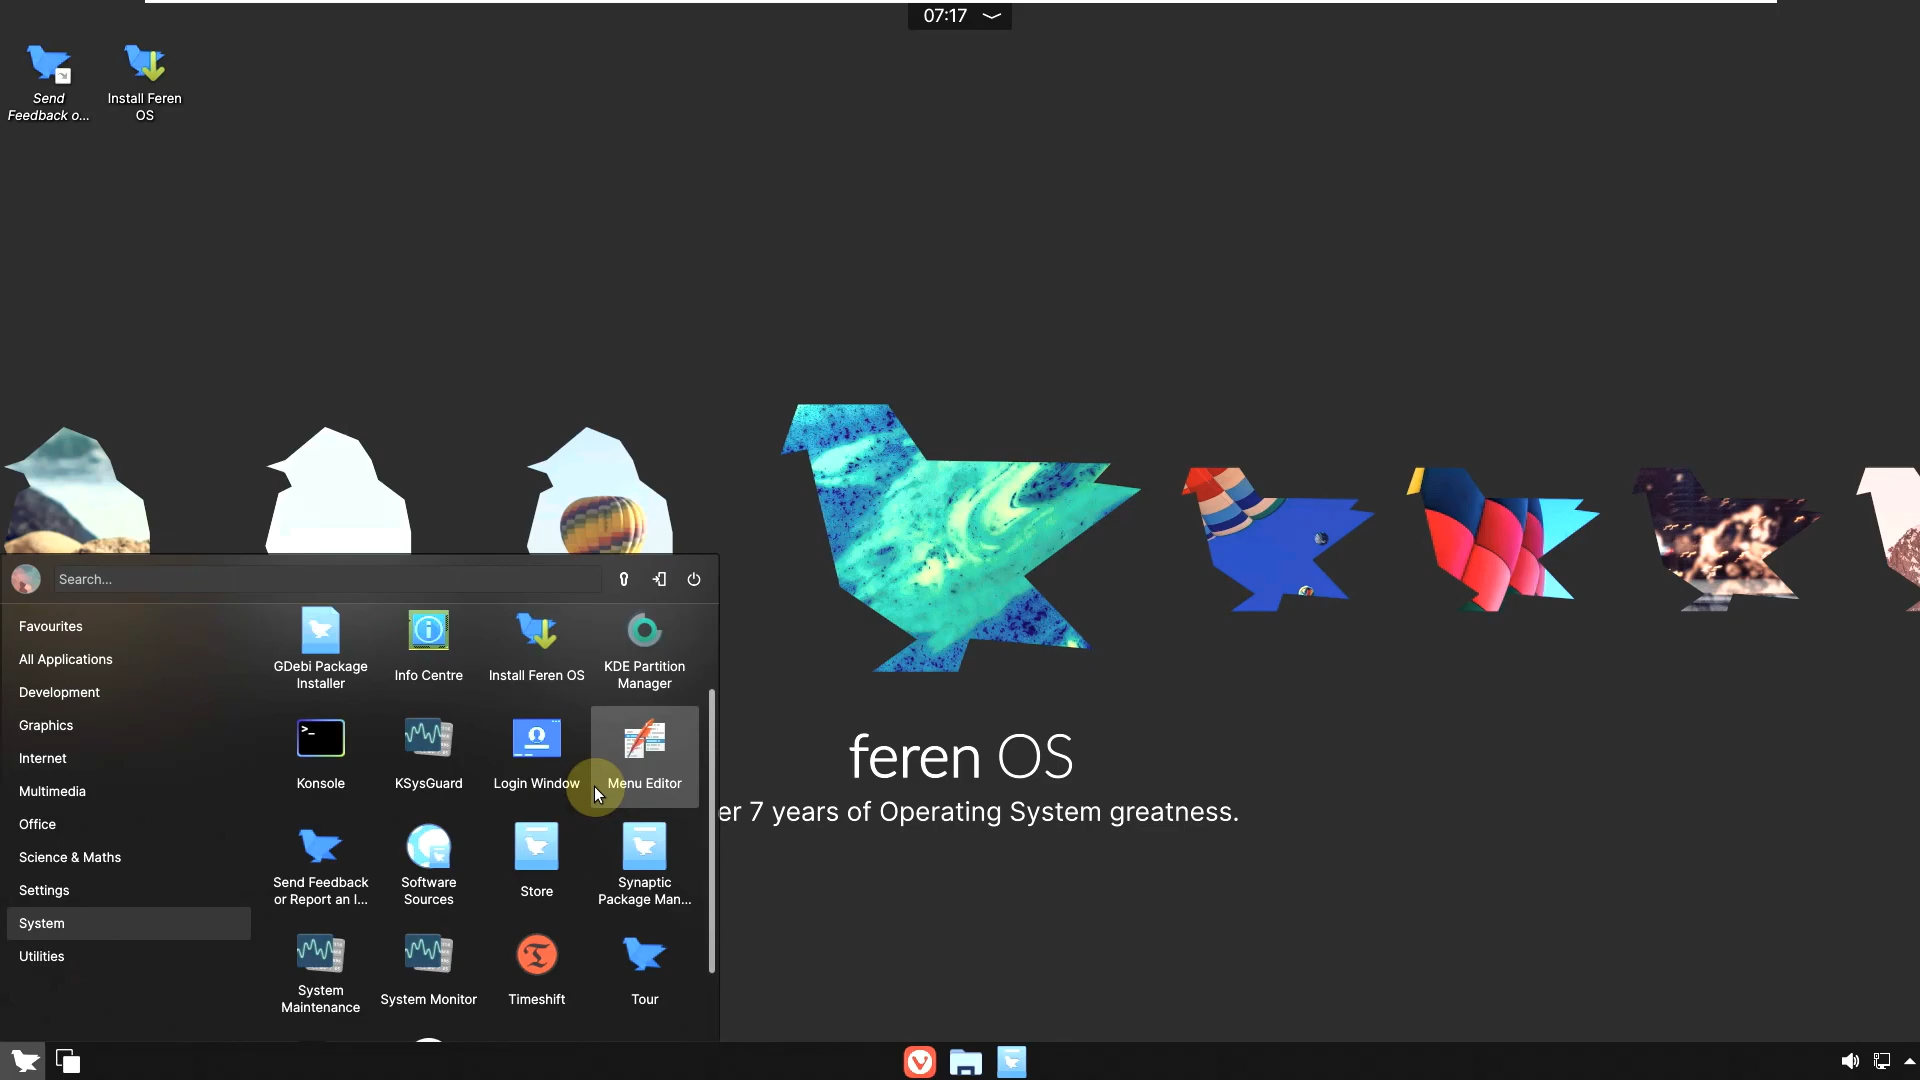 07:17
Send
Feedback o...
Install Feren
OS
Search...
Favourites
All Applications
Development
Graphics
Internet
Multimedia
Office
Science & Maths
Settings
System
Utilities
GDebi Package
Installer
Info Centre
Install Feren OS
KDE Partition
Manager
Konsole
KSysGuard
Login Window
Menu Editor
Send Feedback
or Report an I...
Software
Sources
Store
Synaptic
Package Man...
System
Maintenance
System Monitor
Timeshift
Tour
feren OS
er 7 years of Operating System greatness.